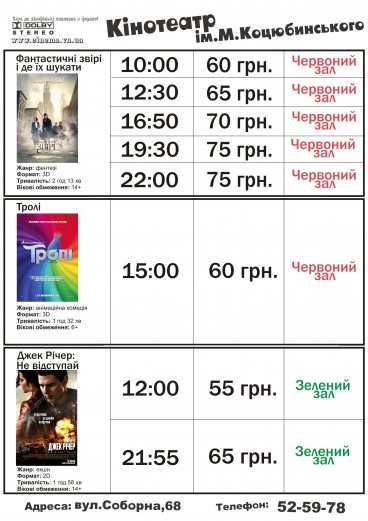 DOLBY
STEREO
www.cinema.vn.ua
Кінотеатр
ім.М.Коцюбинського
Фантастичні звірі
і де їх шукати
ЗВІРІ
Жанр: фентезі
Формат: 3D
Тривалість: 2 год 13 хв
Вікові обмеження: 14+
10:00 60 грн. Червоний зал
12:30 65 грн. Червоний зал
16:50 70 грн. Червоний зал
19:30 75 грн. Червоний зал
22:00 75 грн. Червоний зал
Тролі
ТРОЛІ
Жанр: анімаційна комедія
Формат: 3D
Тривалість: 1 год 32 хв
Вікові обмеження: 6+
15:00 60 грн. Червоний зал
Джек Річер:
Не відступай
ДЖЕК РІЧЕР
Жанр: екшн
Формат: 2D
Тривалість: 1 год 58 хв
Вікові обмеження: 14+
12:00 55 грн. Зелений зал
21:55 65 грн. Зелений зал
Адреса: вул.Соборна,68 Телефон: 52-59-78